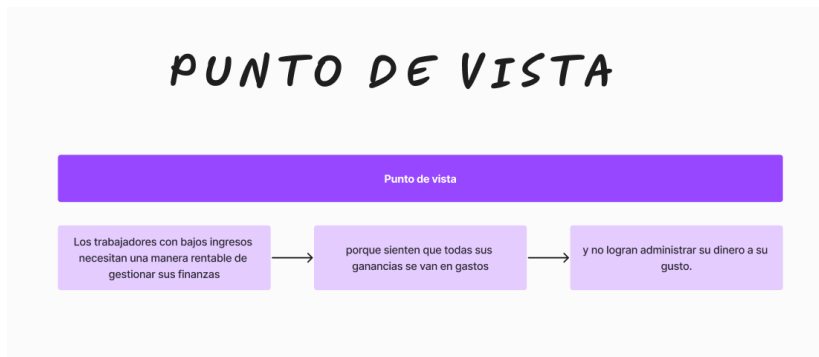 PUNTO DE VISTA
Punto de vista
Los trabajadores con bajos ingresos
necesitan una manera rentable de
gestionar sus finanzas
porque sienten que todas sus
ganancias se van en gastos
y no logran administrar su dinero a su
gusto.